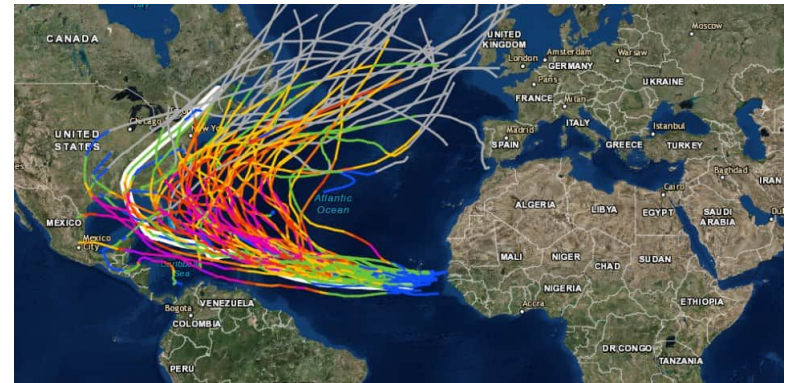 Moscow
CANADA
UNITED
KINGDOM
Amsterdam
Warsaw
London
GERMANY
Paris
UKRAINE
FRANCE
Milan
Chicago
New York
UNITED
STATES
ITALY
Istanbul
Madrid
SPAIN
GREECE
TURKEY
Baghdad
IRAN
Cairo
Atlantic
Ocean
ALGERIA
LIBYA
EGYPT
SAUDI
ARABIA
MEXICO
Mexico
City
MALI
NIGER
SUDAN
CHAD
Sea
NIGERIA
VENEZUELA
Accra
ETHIOPIA
Bogota
COLOMBIA
DR CONGO
TANZANIA
PERU